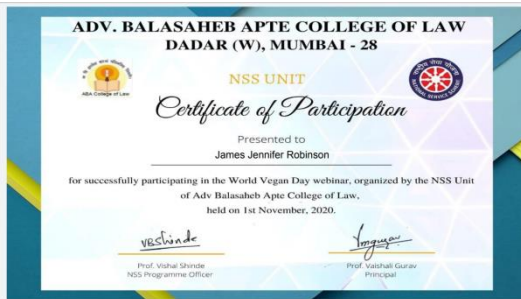 ADV. BALASAHEB APTE COLLEGE OF LAW
DADAR (W), MUMBAI - 28
ABA College of Law
NSS UNIT
Certificate of Participation
Presented to
James Jennifer Robinson
for successfully participating in the World Vegan Day webinar, organized by the NSS Unit
of Adv Balasaheb Apte College of Law,
held on 1st November, 2020.
VBShinde
Prof. Vishal Shinde
NSS Programme Officer
Prof. Vaishali Gurav
Principal